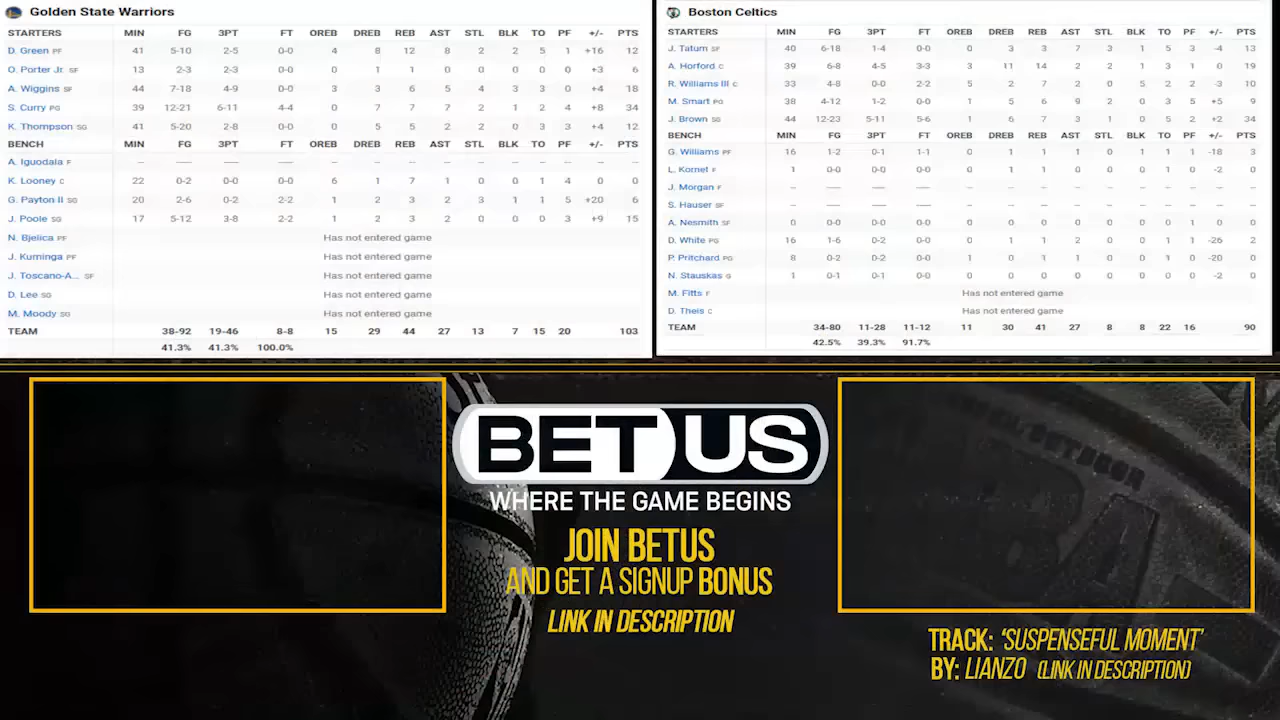 Golden State Warriors
STARTERS MIN FG 3PT FT OREB DREB REB AST STL BLK TO PF +/- PTS
D. Green PF 41 5-10 2-5 0-0 4 8 12 8 2 2 5 1 +16 12
O. Porter Jr. SF 13 2-3 2-3 0-0 0 1 1 0 0 0 0 0 +3 6
A. Wiggins SF 44 7-18 4-9 0-0 3 3 6 5 4 3 0 0 +4 18
S. Curry PG 39 12-21 6-11 4-4 0 7 7 7 2 1 2 4 +8 34
K. Thompson SG 41 5-20 2-8 0-0 0 5 5 2 2 0 3 3 +4 12
BENCH MIN FG 3PT FT OREB DREB REB AST STL BLK TO PF +/- PTS
A. Iguodala F -- ---- ---- ---- -- -- -- -- -- -- -- -- -- --
K. Looney C 22 0-2 0-0 0-0 6 1 7 1 0 0 1 4 0 0
G. Payton II SG 20 2-6 0-2 2-2 1 2 3 2 3 1 1 5 +20 6
J. Poole SG 17 5-12 3-8 2-2 1 2 3 2 0 0 0 3 +9 15
N. Bjelica PF Has not entered game
J. Kuminga PF Has not entered game
J. Toscano-A... SF Has not entered game
D. Lee SG Has not entered game
M. Moody SG Has not entered game
TEAM 38-92 19-46 8-8 15 29 44 27 13 7 15 20 103
41.3% 41.3% 100.0%
Boston Celtics
STARTERS MIN FG 3PT FT OREB DREB REB AST STL BLK TO PF +/- PTS
J. Tatum SF 40 6-18 1-4 0-0 0 3 3 7 3 1 5 3 -4 13
A. Horford C 39 6-8 4-5 3-3 3 11 14 2 2 1 3 1 0 19
R. Williams III C 33 4-8 0-0 2-2 5 2 7 2 0 5 2 2 -3 10
M. Smart PG 38 4-12 1-2 0-0 1 5 6 9 2 0 3 5 +5 9
J. Brown SG 44 12-23 5-11 5-6 1 6 7 3 1 0 5 2 +2 34
BENCH MIN FG 3PT FT OREB DREB REB AST STL BLK TO PF +/- PTS
G. Williams PF 16 1-2 0-1 1-1 0 1 1 1 0 1 1 1 -18 3
L. Kornet F 1 0-0 0-0 0-0 0 1 1 0 0 0 1 0 -2 0
J. Morgan F -- ---- ---- ---- -- -- -- -- -- -- -- -- -- --
S. Hauser SF -- ---- ---- ---- -- -- -- -- -- -- -- -- -- --
A. Nesmith SF 0 0-0 0-0 0-0 0 0 0 0 0 0 0 0 0 0
D. White PG 16 1-6 0-2 0-0 0 1 1 2 0 0 1 1 -26 2
P. Pritchard PG 8 0-2 0-2 0-0 1 0 1 1 0 0 1 0 -20 0
N. Stauskas G 1 0-1 0-1 0-0 0 0 0 0 0 0 0 0 -2 0
M. Fitts F Has not entered game
D. Theis C Has not entered game
TEAM 34-80 11-28 11-12 11 30 41 27 8 8 22 16 90
42.5% 39.3% 91.7%
BETUS
WHERE THE GAME BEGINS
JOIN BETUS
AND GET A SIGNUP BONUS
LINK IN DESCRIPTION
TRACK: 'SUSPENSEFUL MOMENT'
BY: LIANZO (LINK IN DESCRIPTION)